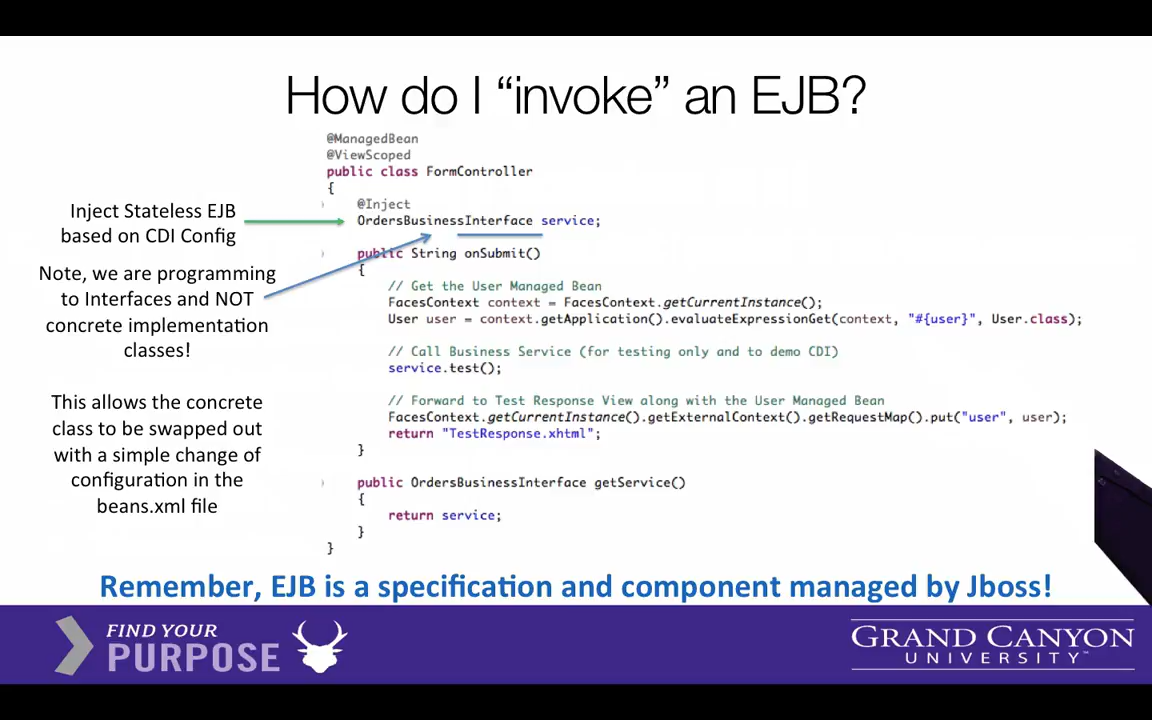 How do I “invoke” an EJB?
@ManagedBean
@ViewScoped
public class FormController
{
@Inject
OrdersBusinessInterface service;
public String onSubmit()
{
// Get the User Managed Bean
FacesContext context = FacesContext.getCurrentInstance();
User user = context.getApplication().evaluateExpressionGet(context, "#{user}", User.class);
// Call Business Service (for testing only and to demo CDI)
service.test();
// Forward to Test Response View along with the User Managed Bean
FacesContext.getCurrentInstance().getExternalContext().getRequestMap().put("user", user);
return "TestResponse.xhtml";
}
public OrdersBusinessInterface getService()
{
return service;
}
}
Inject Stateless EJB
based on CDI Config
Note, we are programming
to Interfaces and NOT
concrete implementation
classes!
This allows the concrete
class to be swapped out
with a simple change of
configuration in the
beans.xml file
Remember, EJB is a specification and component managed by Jboss!
FIND YOUR
PURPOSE
GRAND CANYON
UNIVERSITY™